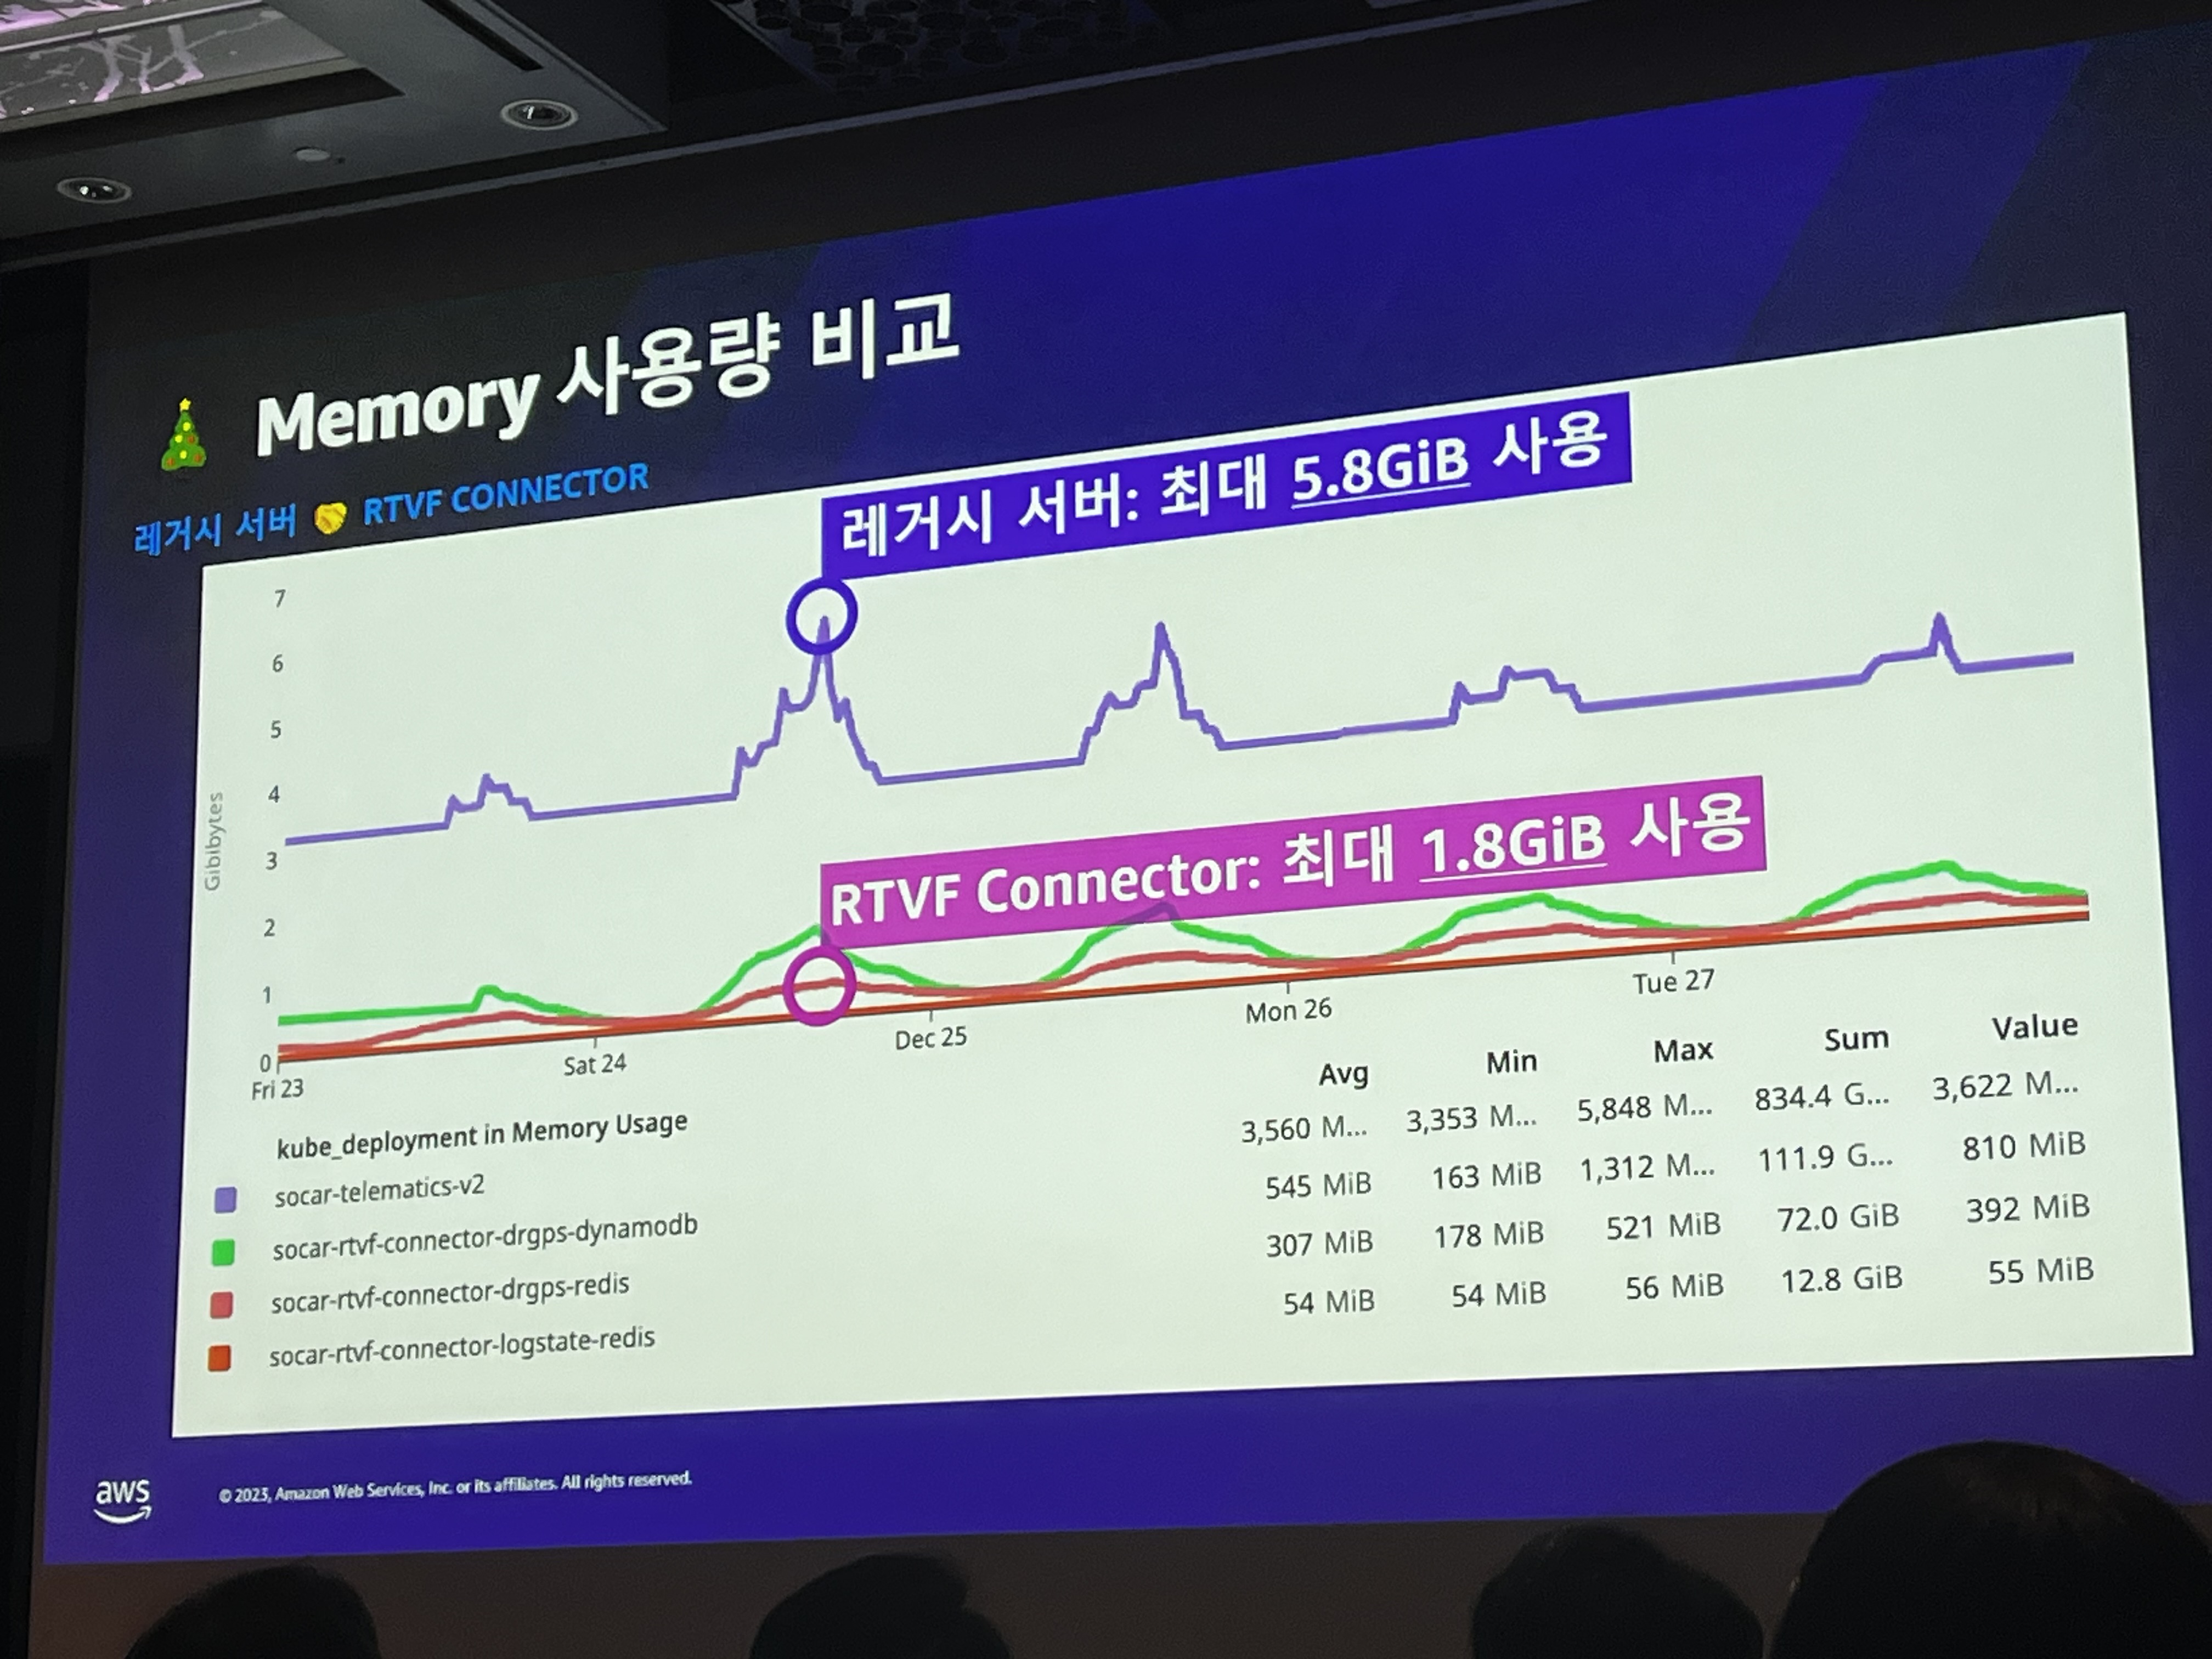 Memory 사용량 비교
레거시 서버 RTVF CONNECTOR
레거시 서버: 최대 5.8GiB 사용
RTVF Connector: 최대 1.8GiB 사용
Gibibytes
7
6
5
4
3
2
1
0
Fri 23
Sat 24
Dec 25
Mon 26
Tue 27
kube_deployment in Memory Usage Avg Min Max Sum Value
socar-telematics-v2 3,560 M... 3,353 M... 5,848 M... 834.4 G... 3,622 M...
socar-rtvf-connector-drgps-dynamodb 545 MiB 163 MiB 1,312 M... 111.9 G... 810 MiB
socar-rtvf-connector-drgps-redis 307 MiB 178 MiB 521 MiB 72.0 GiB 392 MiB
socar-rtvf-connector-logstate-redis 54 MiB 54 MiB 56 MiB 12.8 GiB 55 MiB
aws
© 2023, Amazon Web Services, Inc. or its affiliates. All rights reserved.